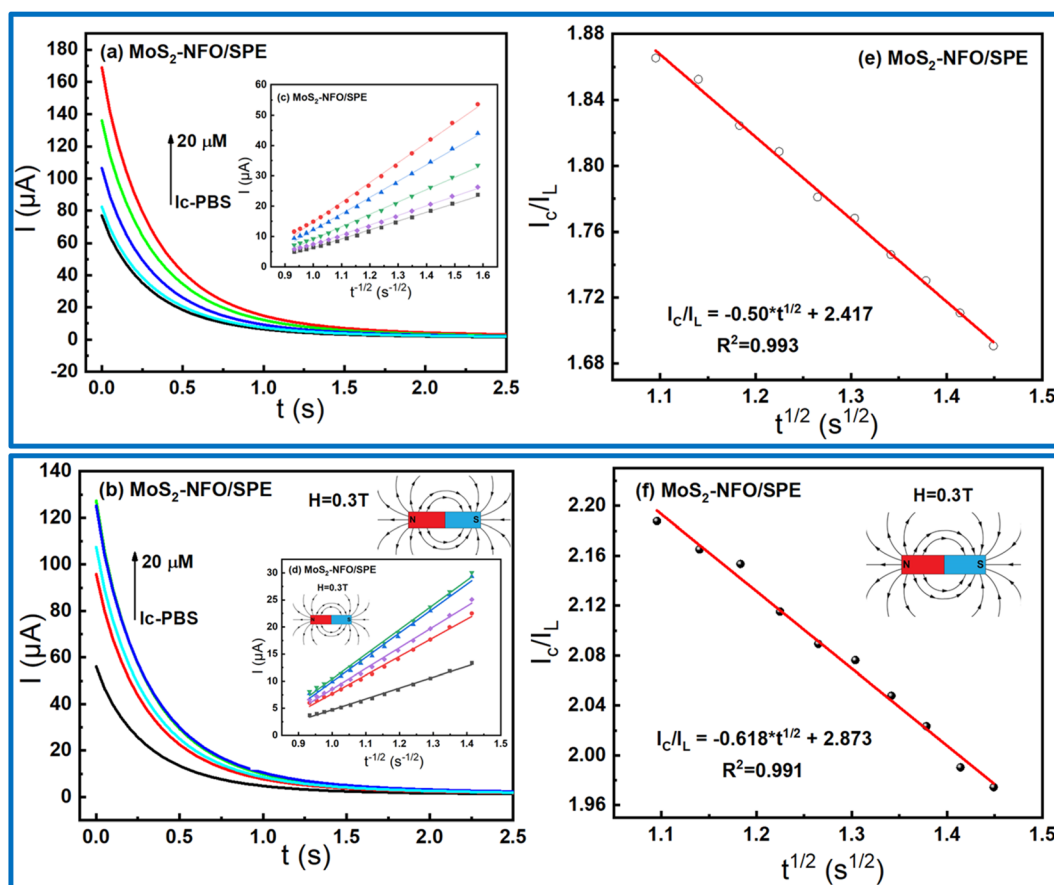 (a) MoS₂-NFO/SPE
I (μA)
180
160
140
120
100
80
60
40
20
0
-20
20 μM
Ic-PBS
0.0 0.5 1.0 1.5 2.0 2.5
t (s)
(c) MoS₂-NFO/SPE
I (μA)
60
50
40
30
20
10
0
0.9 1.0 1.1 1.2 1.3 1.4 1.5 1.6
t⁻¹/² (s⁻¹/²)
(e) MoS₂-NFO/SPE
I_C/I_L
1.88
1.84
1.80
1.76
1.72
1.68
I_C/I_L = -0.50*t¹/² + 2.417
R²=0.993
1.1 1.2 1.3 1.4 1.5
t¹/² (s¹/²)
(b) MoS₂-NFO/SPE
H=0.3T
N S
I (μA)
140
120
100
80
60
40
20
0
20 μM
Ic-PBS
0.0 0.5 1.0 1.5 2.0 2.5
t (s)
(d) MoS₂-NFO/SPE
H=0.3T
I (μA)
30
25
20
15
10
5
0
0.8 0.9 1.0 1.1 1.2 1.3 1.4 1.5
t⁻¹/² (s⁻¹/²)
(f) MoS₂-NFO/SPE
H=0.3T
N S
I_C/I_L
2.20
2.16
2.12
2.08
2.04
2.00
1.96
I_C/I_L = -0.618*t¹/² + 2.873
R²=0.991
1.1 1.2 1.3 1.4 1.5
t¹/² (s¹/²)